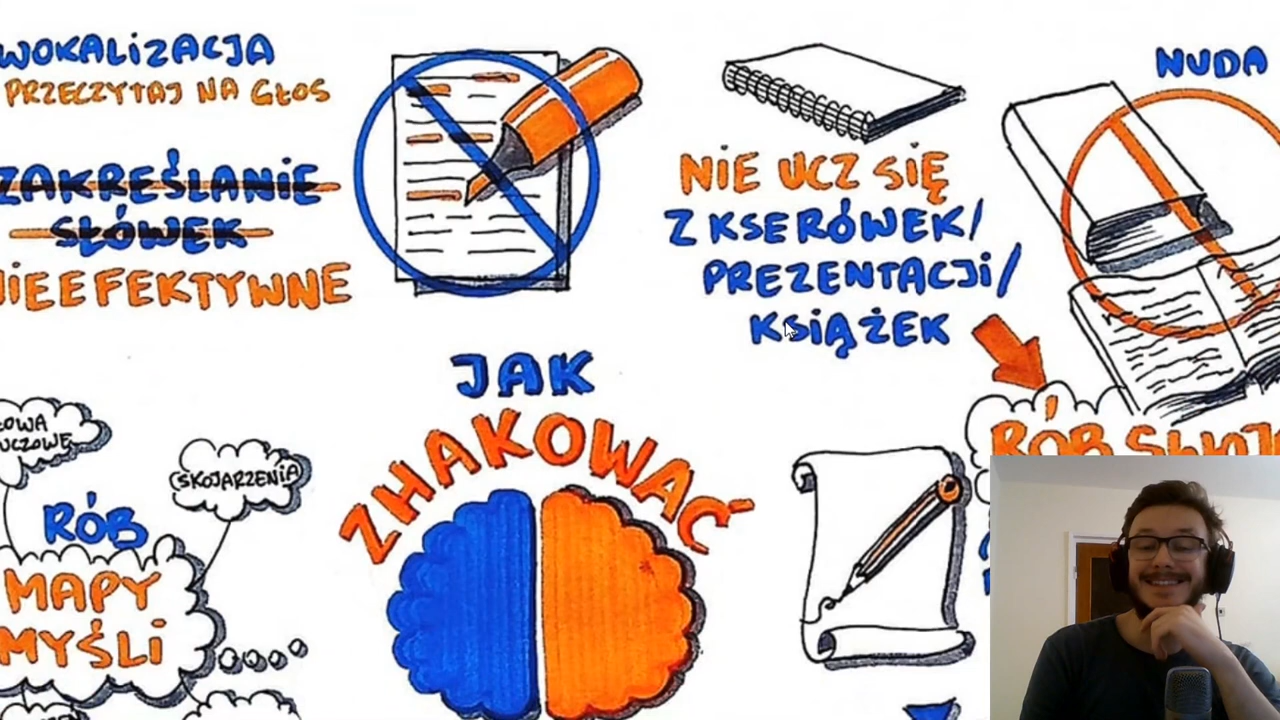 WOKALIZACJA
PRZECZYTAJ NA GŁOS
ZAKREŚLANIE
SŁÓWEK
NIEEFEKTYWNE
NIE UCZ SIĘ
Z KSERÓWEK/
PREZENTACJI/
KSIĄŻEK
NUDA
SKOJARZENIA
RÓB
MAPY
MYŚLI
JAK
ZHAKOWAĆ
RÓB